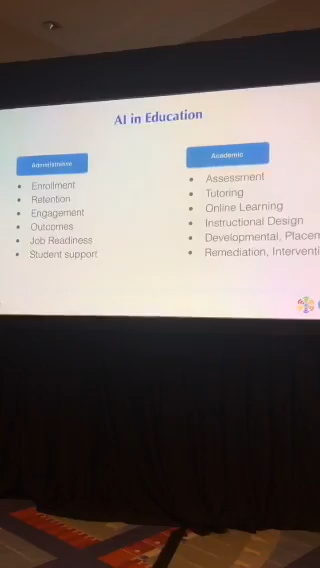 AI in Education
Administrative
Enrollment
Retention
Engagement
Outcomes
Job Readiness
Student support
Academic
Assessment
Tutoring
Online Learning
Instructional Design
Developmental, Placem
Remediation, Interventi